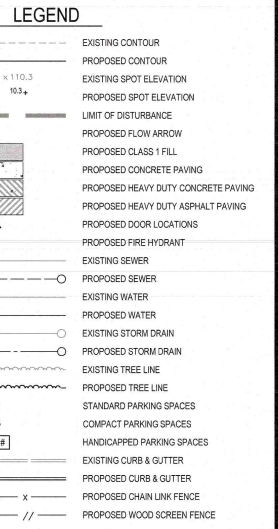 LEGEND
EXISTING CONTOUR
PROPOSED CONTOUR
×110.3 EXISTING SPOT ELEVATION
10.3+ PROPOSED SPOT ELEVATION
LIMIT OF DISTURBANCE
PROPOSED FLOW ARROW
PROPOSED CLASS 1 FILL
PROPOSED CONCRETE PAVING
PROPOSED HEAVY DUTY CONCRETE PAVING
PROPOSED HEAVY DUTY ASPHALT PAVING
PROPOSED DOOR LOCATIONS
PROPOSED FIRE HYDRANT
EXISTING SEWER
PROPOSED SEWER
EXISTING WATER
PROPOSED WATER
EXISTING STORM DRAIN
PROPOSED STORM DRAIN
EXISTING TREE LINE
PROPOSED TREE LINE
STANDARD PARKING SPACES
COMPACT PARKING SPACES
# HANDICAPPED PARKING SPACES
EXISTING CURB & GUTTER
PROPOSED CURB & GUTTER
x PROPOSED CHAIN LINK FENCE
// PROPOSED WOOD SCREEN FENCE